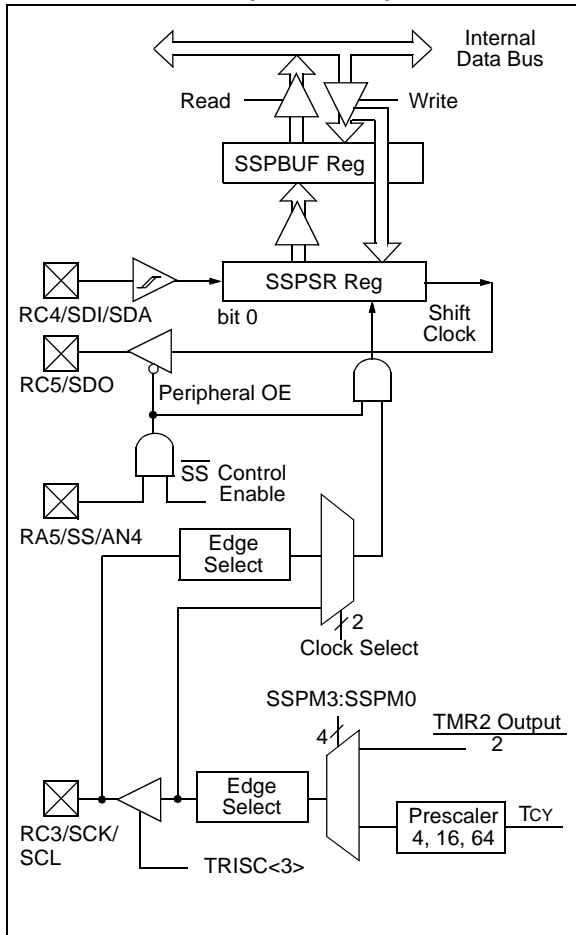 Internal
Data Bus
Read
Write
SSPBUF Reg
SSPSR Reg
RC4/SDI/SDA
bit 0
Shift
Clock
RC5/SDO
Peripheral OE
SS Control
Enable
RA5/SS/AN4
Edge
Select
2
Clock Select
SSPM3:SSPM0
TMR2 Output
2
4
Edge
Select
Prescaler
4, 16, 64
TCY
RC3/SCK/
SCL
TRISC<3>